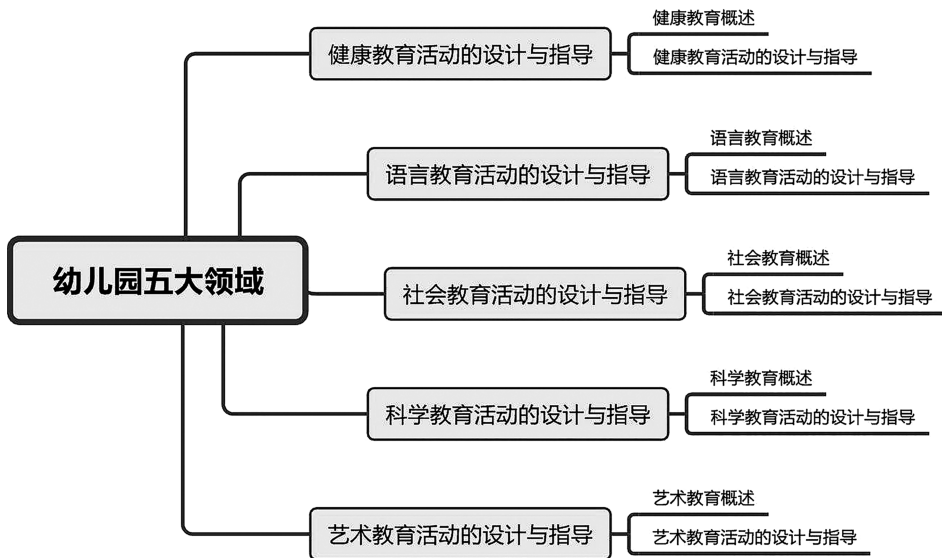 幼儿园五大领域
健康教育活动的设计与指导
健康教育概述
健康教育活动的设计与指导
语言教育活动的设计与指导
语言教育概述
语言教育活动的设计与指导
社会教育活动的设计与指导
社会教育概述
社会教育活动的设计与指导
科学教育活动的设计与指导
科学教育概述
科学教育活动的设计与指导
艺术教育活动的设计与指导
艺术教育概述
艺术教育活动的设计与指导